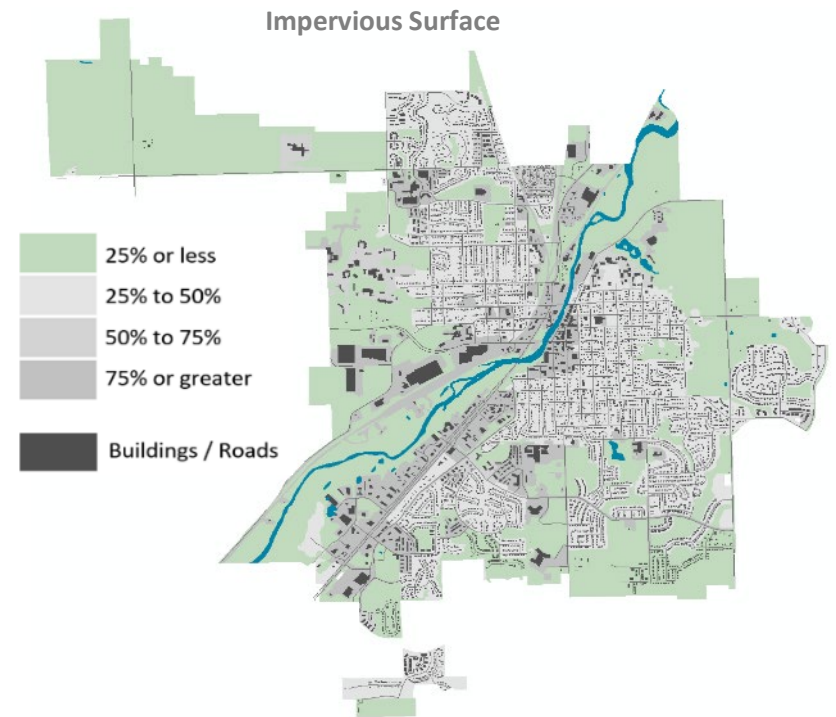 Impervious Surface
25% or less
25% to 50%
50% to 75%
75% or greater
Buildings / Roads